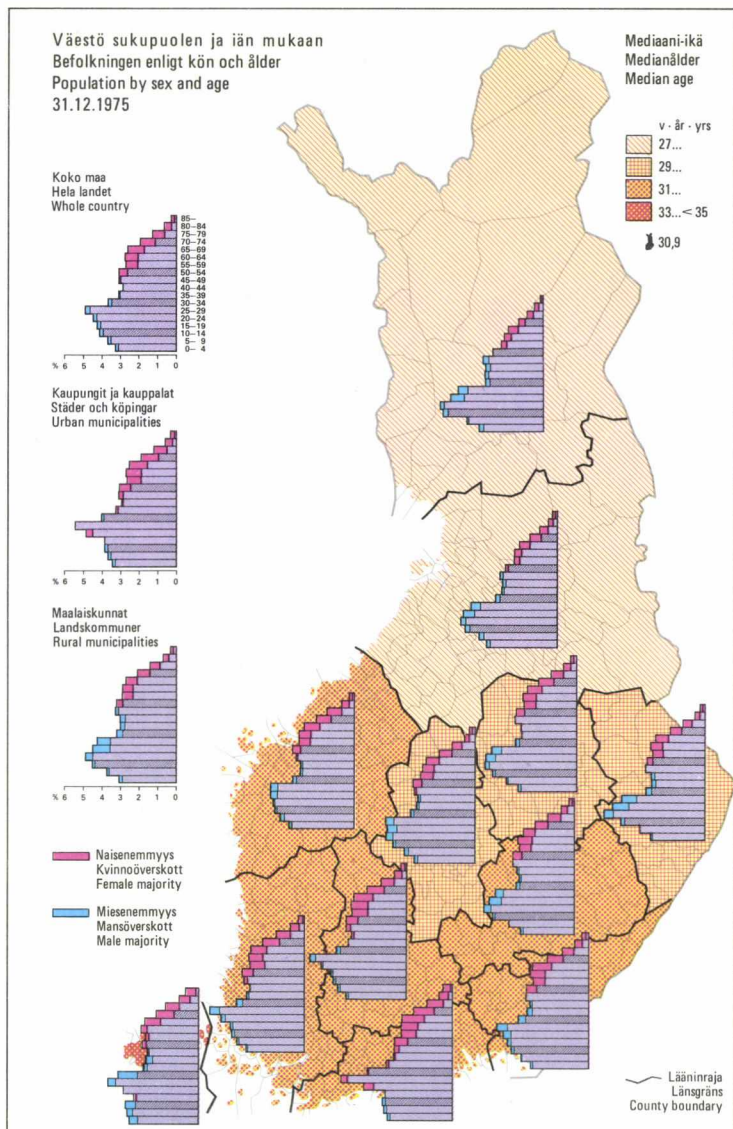 Väestö sukupuolen ja iän mukaan
Befolkningen enligt kön och ålder
Population by sex and age
31.12.1975
Mediaani-ikä
Medianålder
Median age
v · år · yrs
27...
29...
31...
33...< 35
30,9
Koko maa
Hela landet
Whole country
85–
80–84
75–79
70–74
65–69
60–64
55–59
50–54
45–49
40–44
35–39
30–34
25–29
20–24
15–19
10–14
5– 9
0– 4
% 6 5 4 3 2 1 0
Kaupungit ja kauppalat
Städer och köpingar
Urban municipalities
% 6 5 4 3 2 1 0
Maalaiskunnat
Landskommuner
Rural municipalities
% 6 5 4 3 2 1 0
Naisenemmyys
Kvinnoöverskott
Female majority
Miesenemmyys
Mansöverskott
Male majority
Lääninraja
Länsgräns
County boundary